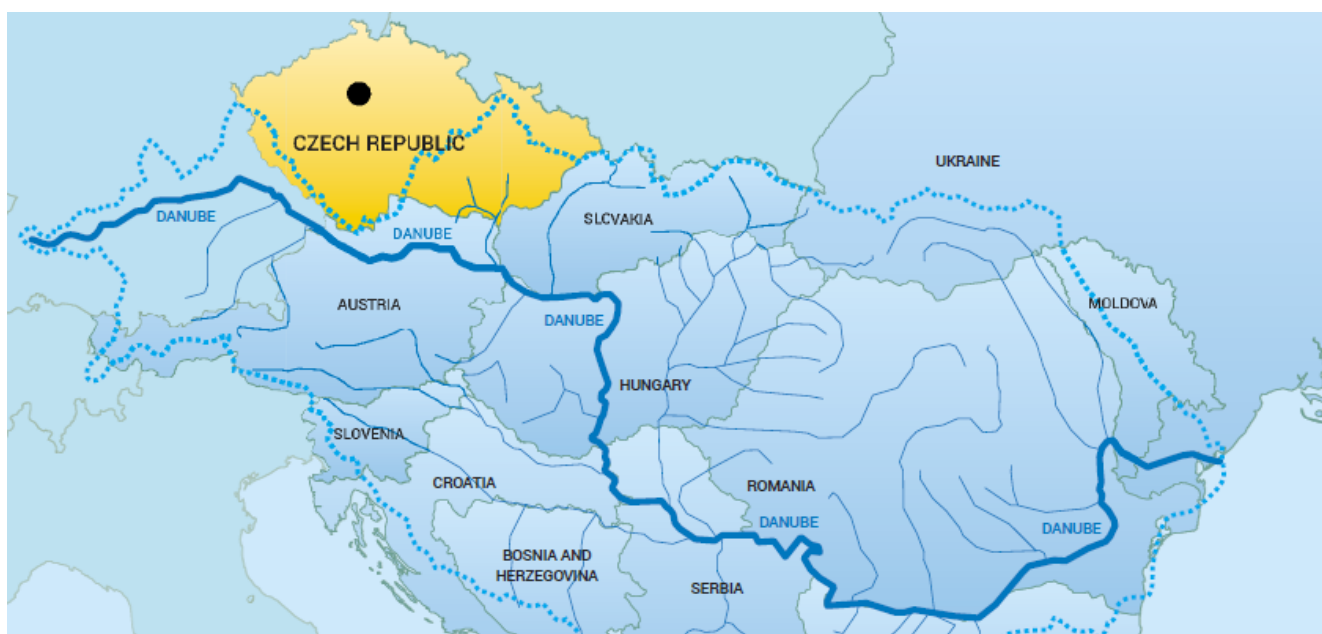 CZECH REPUBLIC
UKRAINE
DANUBE
SLCVAKIA
DANUBE
AUSTRIA
MOLDOVA
DANUBE
HUNGARY
SLOVENIA
CROATIA
ROMANIA
DANUBE
DANUBE
BOSNIA AND
HERZEGOVINA
SERBIA